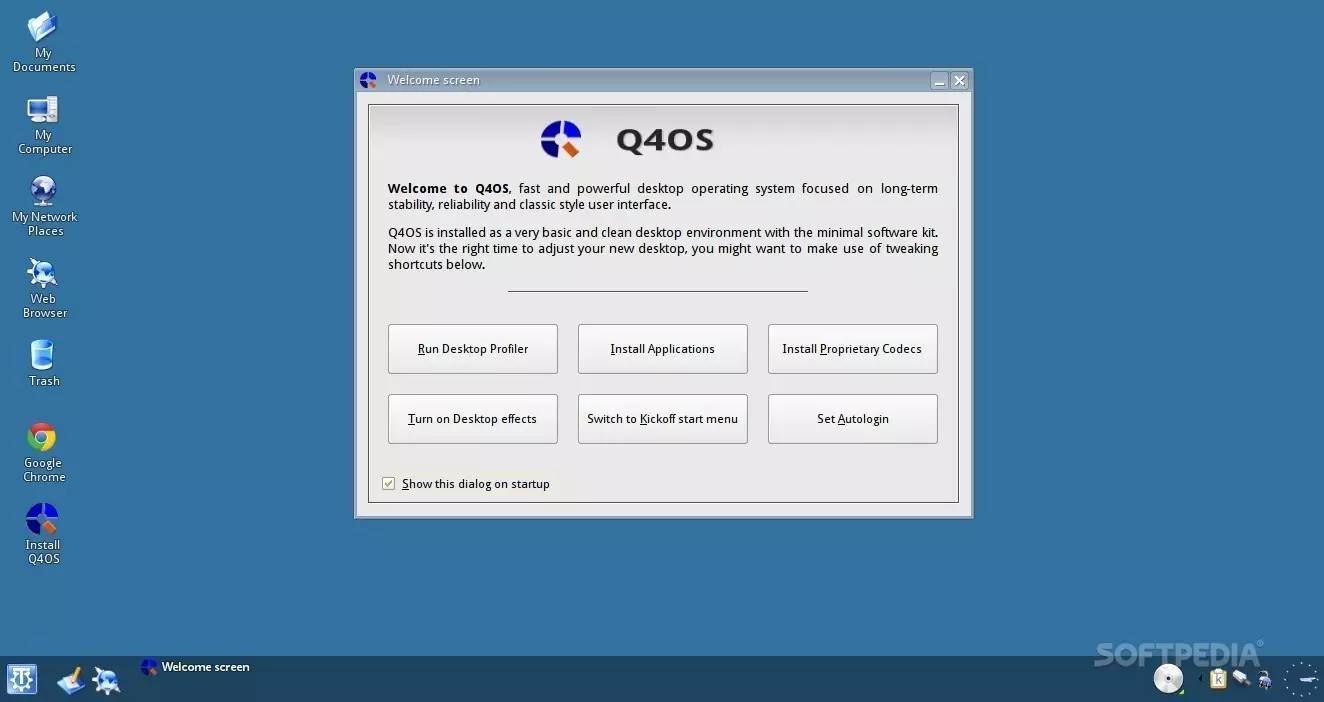 My
Documents
My
Computer
My Network
Places
Web
Browser
Trash
Google
Chrome
Install
Q4OS
Welcome screen
Q4OS
Welcome to Q4OS, fast and powerful desktop operating system focused on long-term
stability, reliability and classic style user interface.
Q4OS is installed as a very basic and clean desktop environment with the minimal software kit.
Now it's the right time to adjust your new desktop, you might want to make use of tweaking
shortcuts below.
Run Desktop Profiler
Install Applications
Install Proprietary Codecs
Turn on Desktop effects
Switch to Kickoff start menu
Set Autologin
Show this dialog on startup
SOFTPEDIA®
Welcome screen
k